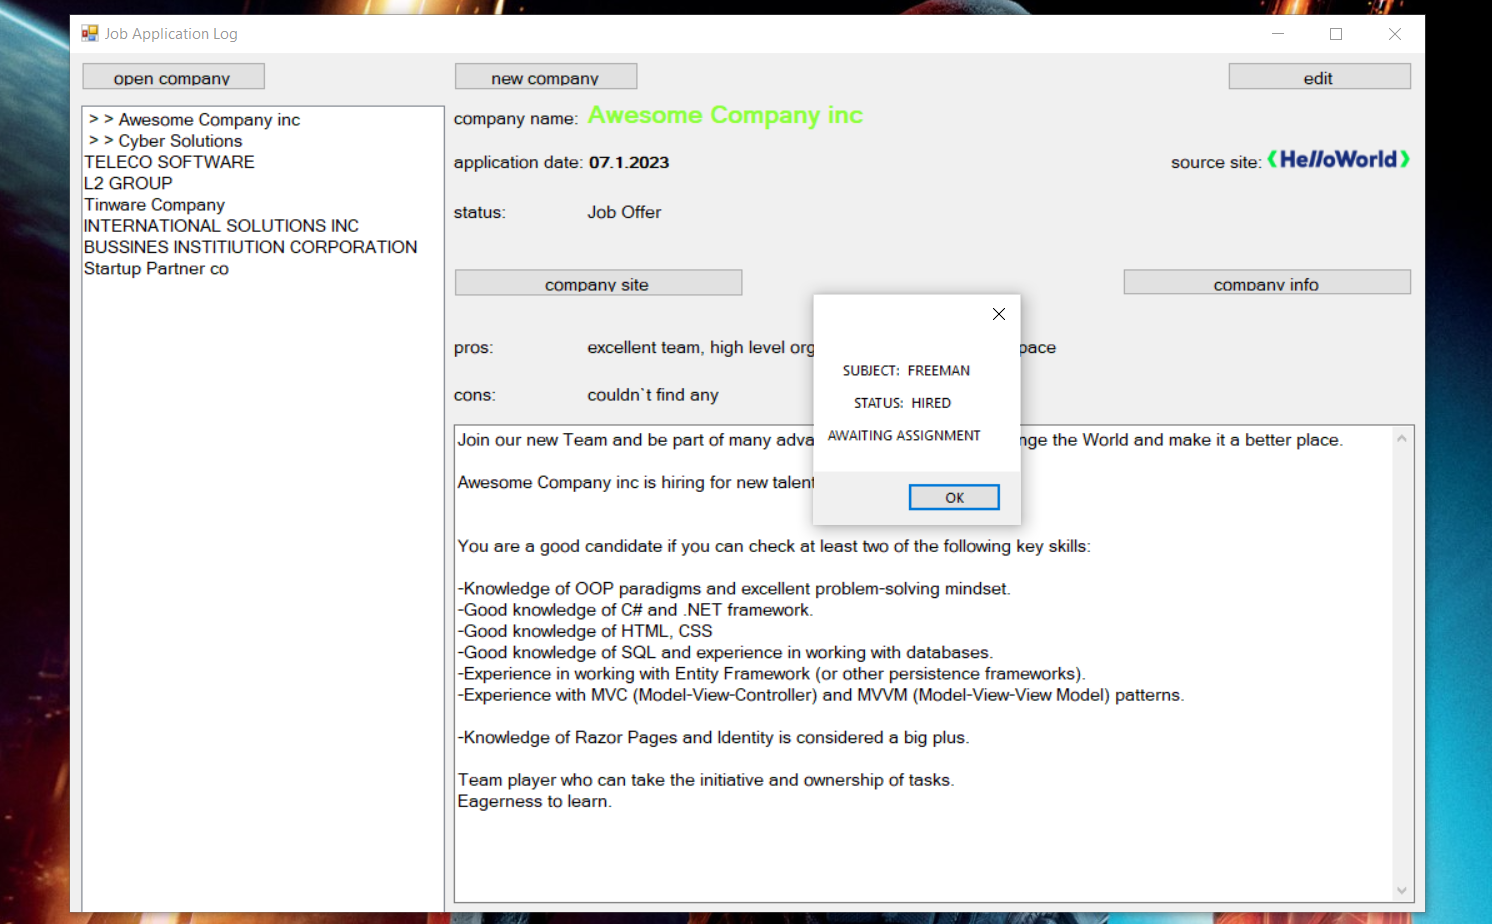 Job Application Log
open company
new company
edit
> > Awesome Company inc
> > Cyber Solutions
TELECO SOFTWARE
L2 GROUP
Tinware Company
INTERNATIONAL SOLUTIONS INC
BUSSINES INSTITIUTION CORPORATION
Startup Partner co
company name: Awesome Company inc
application date: 07.1.2023
source site: HelloWorld
status: Job Offer
company site
company info
pros: excellent team, high level
cons: couldn`t find any
SUBJECT: FREEMAN
STATUS: HIRED
AWAITING ASSIGNMENT
OK
Join our new Team and be part of many the World and make it a better place.
Awesome Company inc is hiring for new
You are a good candidate if you can check at least two of the following key skills:
-Knowledge of OOP paradigms and excellent problem-solving mindset.
-Good knowledge of C# and .NET framework.
-Good knowledge of HTML, CSS
-Good knowledge of SQL and experience in working with databases.
-Experience in working with Entity Framework (or other persistence frameworks).
-Experience with MVC (Model-View-Controller) and MVVM (Model-View-View Model) patterns.
-Knowledge of Razor Pages and Identity is considered a big plus.
Team player who can take the initiative and ownership of tasks.
Eagerness to learn.